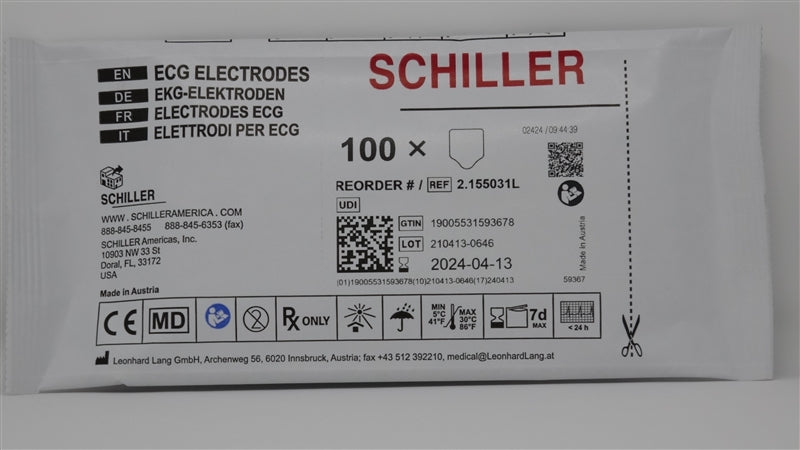 EN ECG ELECTRODES
DE EKG-ELEKTRODEN
FR ELECTRODES ECG
IT ELETTRODI PER ECG
SCHILLER
100 ×
02424 / 09:44:39
REORDER # / REF 2.155031L
UDI
GTIN 19005531593678
LOT 210413-0646
2024-04-13
(01)19005531593678(10)210413-0646(17)240413
59367
Made in Austria
SCHILLER
WWW.SCHILLERAMERICA.COM
888-845-8455 888-845-6353 (fax)
SCHILLER Americas, Inc.
10903 NW 33 St
Doral, FL, 33172
USA
Made in Austria
CE MD 2 Rx ONLY MIN 5°C 41°F MAX 30°C 86°F 7d MAX < 24 h
Leonhard Lang GmbH, Archenweg 56, 6020 Innsbruck, Austria; fax +43 512 392210, medical@LeonhardLang.at